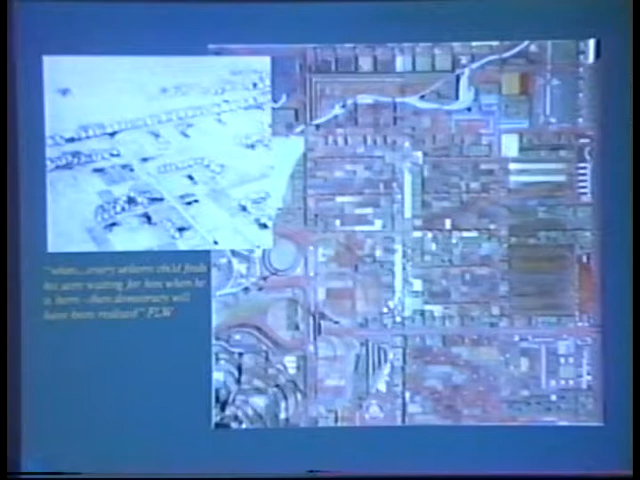 "when...every unborn child finds
his acre waiting for him when he
is born--then democracy will
have been realized" FLW